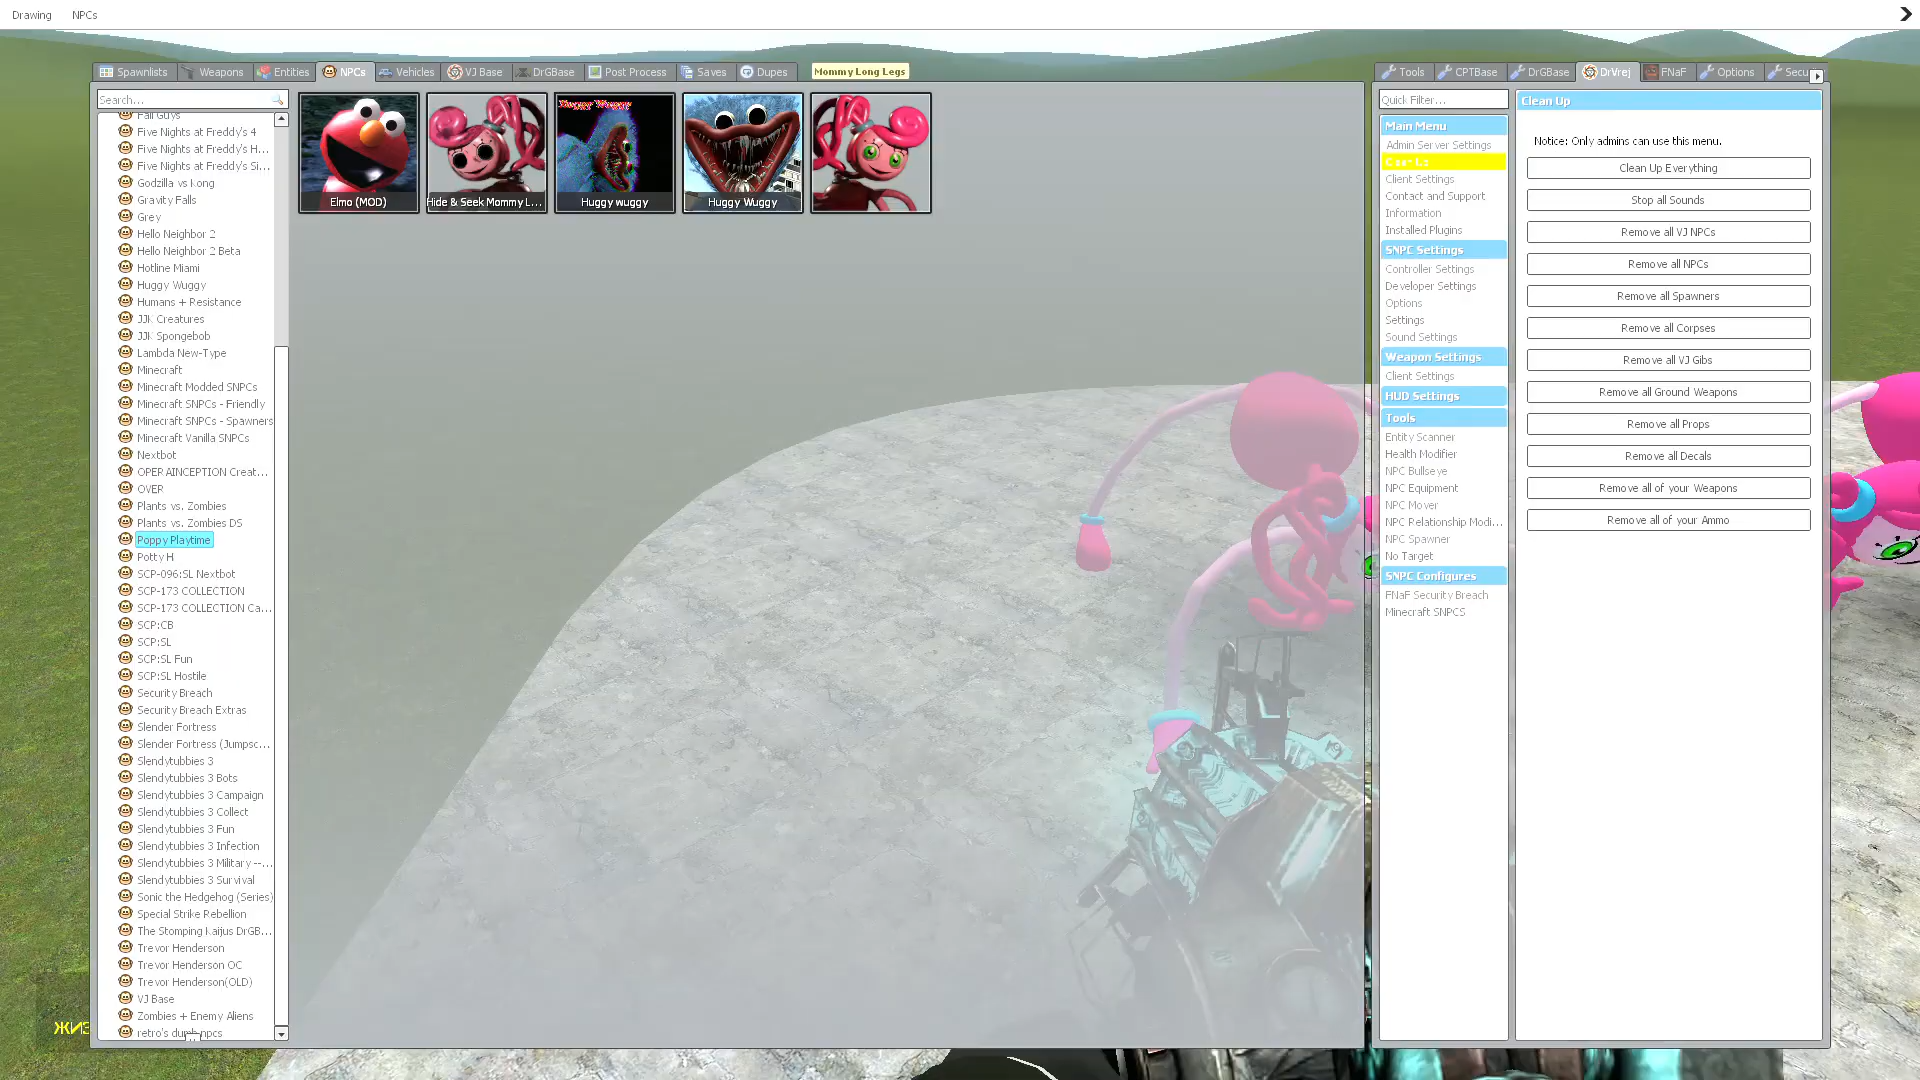 Drawing NPCs
Spawnlists Weapons Entities NPCs Vehicles VJ Base DrGBase Post Process Saves Dupes
Mommy Long Legs
Tools CPTBase DrGBase DrVrej FNaF Options Secu
Search...
Fall Guys
Five Nights at Freddy's 4
Five Nights at Freddy's H...
Five Nights at Freddy's Si...
Godzilla vs Kong
Gravity Falls
Grey
Hello Neighbor 2
Hello Neighbor 2 Beta
Hotline Miami
Huggy Wuggy
Humans + Resistance
JJK Creatures
JJK Spongebob
Lambda New-Type
Minecraft
Minecraft Modded SNPCs
Minecraft SNPCs - Friendly
Minecraft SNPCs - Spawners
Minecraft Vanilla SNPCs
Nextbot
OPERAINCEPTION Creat...
OVER
Plants vs. Zombies
Plants vs. Zombies DS
Poppy Playtime
Potty H
SCP-096:SL Nextbot
SCP-173 COLLECTION
SCP-173 COLLECTION Ca...
SCP:CB
SCP:SL
SCP:SL Fun
SCP:SL Hostile
Security Breach
Security Breach Extras
Slender Fortress
Slender Fortress (Jumpsc...
Slendytubbies 3
Slendytubbies 3 Bots
Slendytubbies 3 Campaign
Slendytubbies 3 Collect
Slendytubbies 3 Fun
Slendytubbies 3 Infection
Slendytubbies 3 Military --...
Slendytubbies 3 Survival
Sonic the Hedgehog (Series)
Special Strike Rebellion
The Stomping Kaijus DrGB...
Trevor Henderson
Trevor Henderson OC
Trevor Henderson(OLD)
VJ Base
Zombies + Enemy Aliens
retro's dumb npcs
Elmo (MOD)
Hide & Seek Mommy L...
Huggy Wuggy
Huggy wuggy
Huggy Wuggy
Quick Filter...
Main Menu
Admin Server Settings
Clean Up
Client Settings
Contact and Support
Information
Installed Plugins
SNPC Settings
Controller Settings
Developer Settings
Options
Settings
Sound Settings
Weapon Settings
Client Settings
HUD Settings
Tools
Entity Scanner
Health Modifier
NPC Bullseye
NPC Equipment
NPC Mover
NPC Relationship Modi...
NPC Spawner
No Target
SNPC Configures
FNaF Security Breach
Minecraft SNPCS
Clean Up
Notice: Only admins can use this menu.
Clean Up Everything
Stop all Sounds
Remove all VJ NPCs
Remove all NPCs
Remove all Spawners
Remove all Corpses
Remove all VJ Gibs
Remove all Ground Weapons
Remove all Props
Remove all Decals
Remove all of your Weapons
Remove all of your Ammo
ЖИЗ